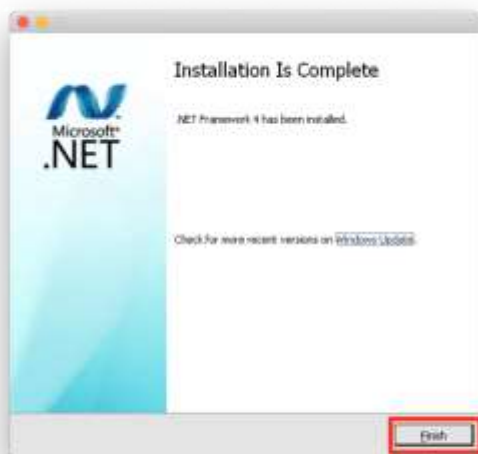 Installation Is Complete
Microsoft®
.NET
.NET Framework 4 has been installed.
Check for more recent versions on Windows Update.
Finish